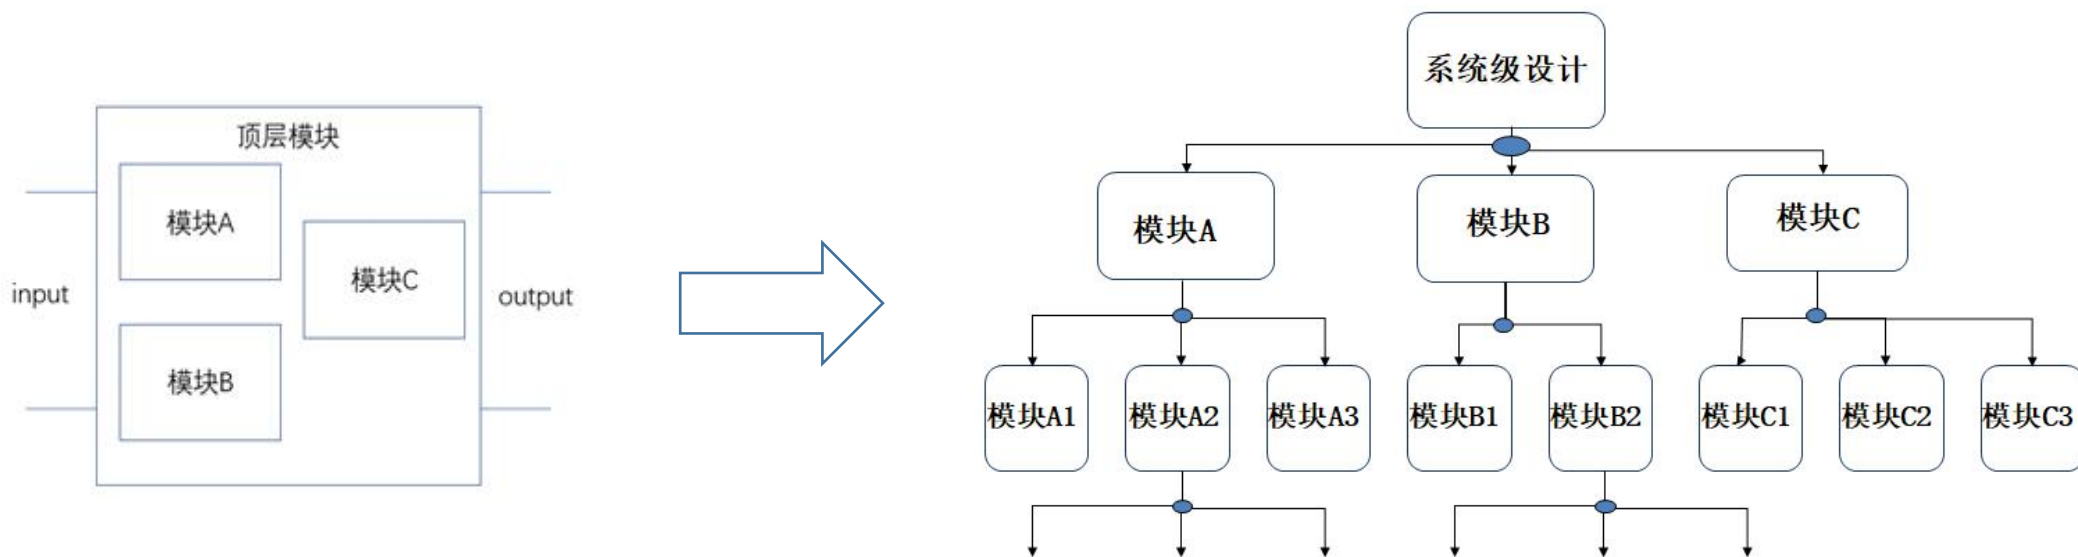 顶层模块
模块A
模块C
模块B
input
output
系统级设计
模块A
模块B
模块C
模块A1
模块A2
模块A3
模块B1
模块B2
模块C1
模块C2
模块C3